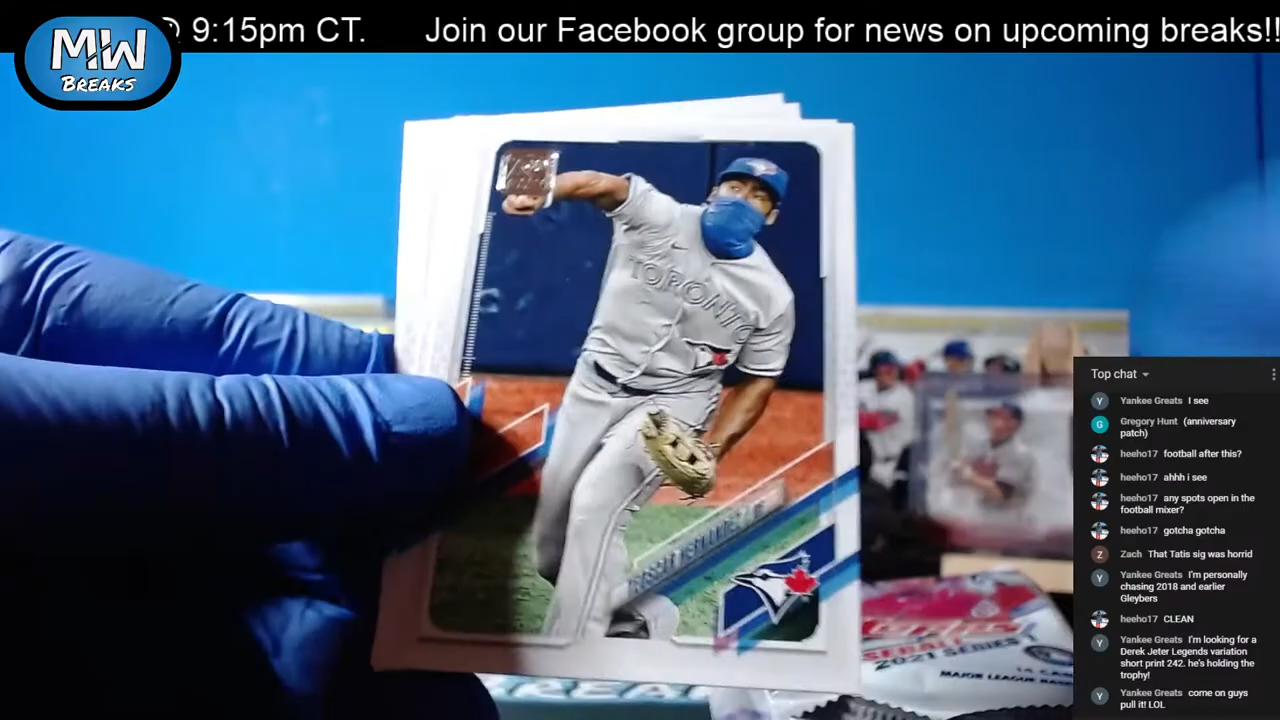 9:15pm CT. Join our Facebook group for news on upcoming breaks!!
MW
BREAKS
TORONTO
2021 SERIES
MAJOR LEAGUE
Top chat
Y Yankee Greats I see
G Gregory Hunt (anniversary
patch)
heeho17 football after this?
heeho17 ahhh i see
heeho17 any spots open in the
football mixer?
heeho17 gotcha gotcha
Z Zach That Tatis sig was horrid
Y Yankee Greats I'm personally
chasing 2018 and earlier
Gleybers
heeho17 CLEAN
Y Yankee Greats I'm looking for a
Derek Jeter Legends variation
short print 242. he's holding the
trophy!
Y Yankee Greats come on guys
pull it! LOL